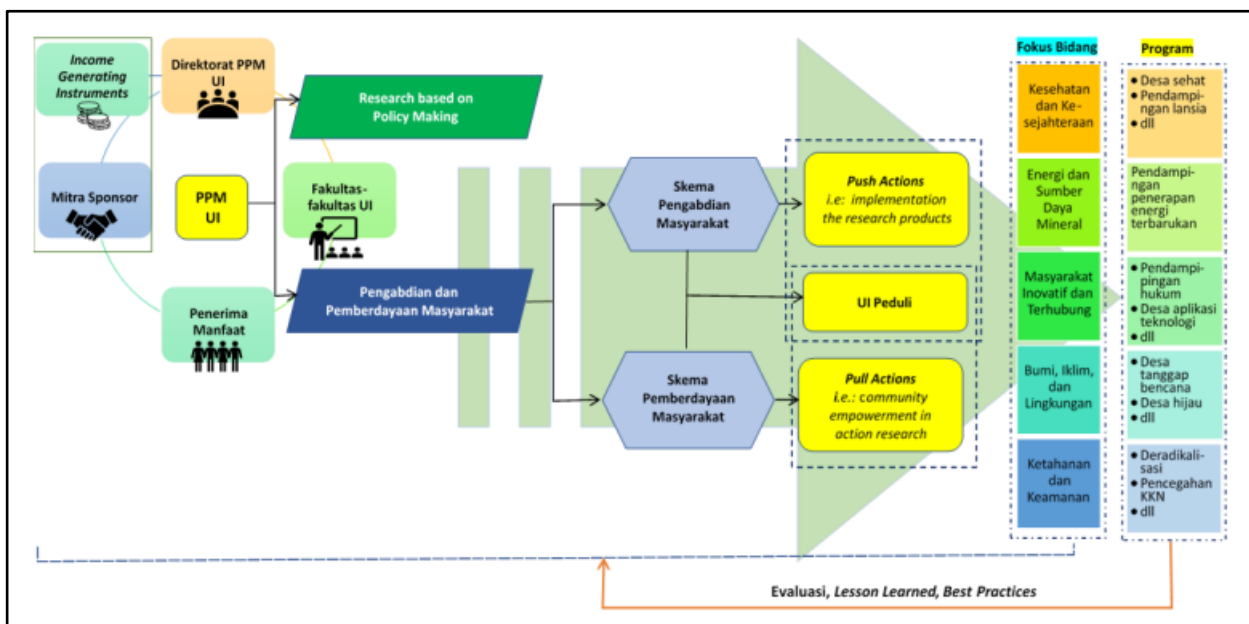 Income
Generating
Instruments
Direktorat PPM
UI
Mitra Sponsor
PPM
UI
Fakultas-
fakultas UI
Penerima
Manfaat
Research based on
Policy Making
Pengabdian dan
Pemberdayaan Masyarakat
Skema
Pengabdian
Masyarakat
Skema
Pemberdayaan
Masyarakat
Push Actions
i.e: implementation
the research products
UI Peduli
Pull Actions
i.e.: community
empowerment in
action research
Fokus Bidang
Kesehatan
dan Ke-
sejahteraan
Energi dan
Sumber
Daya
Mineral
Masyarakat
Inovatif dan
Terhubung
Bumi, Iklim,
dan
Lingkungan
Ketahanan
dan
Keamanan
Program
● Desa sehat
● Pendamp-
ingan lansia
● dll
Pendampi-
ngan
penerapan
energi
terbarukan
● Pendampi-
pingan
hukum
● Desa aplikasi
teknologi
● dll
● Desa
tanggap
bencana
● Desa hijau
● dll
● Deradikali-
sasi
● Pencegahan
KKN
● dll
Evaluasi, Lesson Learned, Best Practices